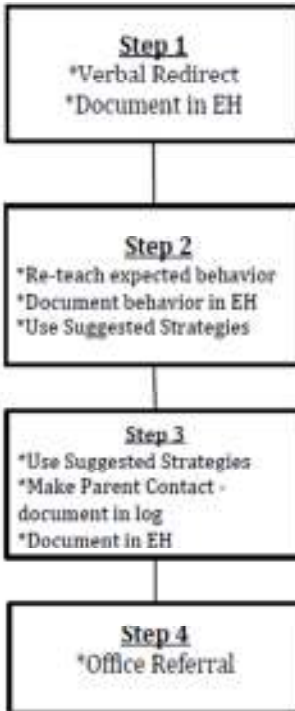 Step 1
*Verbal Redirect
*Document in EH
Step 2
*Re-teach expected behavior
*Document behavior in EH
*Use Suggested Strategies
Step 3
*Use Suggested Strategies
*Make Parent Contact -
document in log
*Document in EH
Step 4
*Office Referral